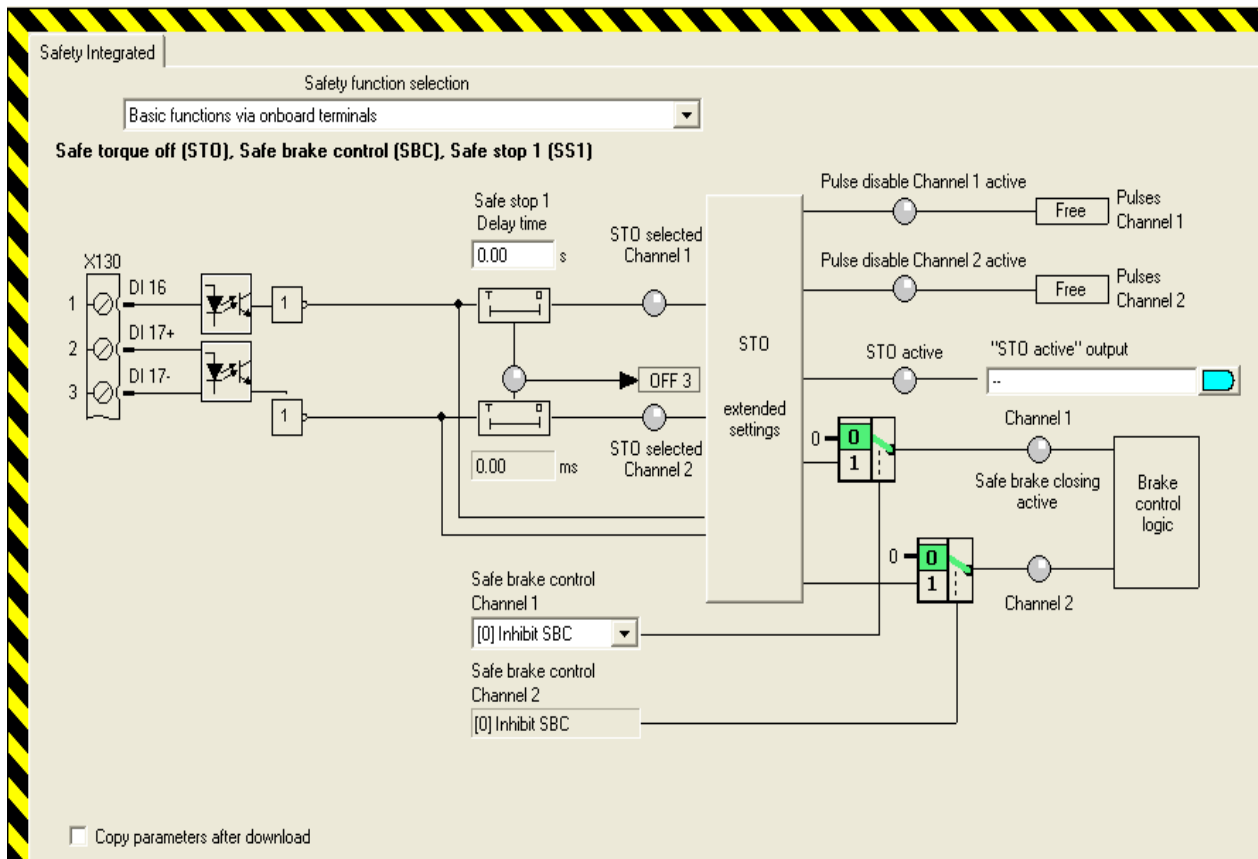 Safety Integrated
Safety function selection
Basic functions via onboard terminals
Safe torque off (STO), Safe brake control (SBC), Safe stop 1 (SS1)
Safe stop 1
Delay time
0.00 s
STO selected
Channel 1
Pulse disable Channel 1 active
Free
Pulses
Channel 1
Pulse disable Channel 2 active
Free
Pulses
Channel 2
X130
1 DI 16
2 DI 17+
3 DI 17-
1
1
T 0
OFF 3
T 0
0.00 ms
STO selected
Channel 2
STO
extended
settings
STO active
"STO active" output
--
0 0
1
Channel 1
Safe brake closing
active
Brake
control
logic
0 0
1
Channel 2
Safe brake control
Channel 1
[0] Inhibit SBC
Safe brake control
Channel 2
[0] Inhibit SBC
Copy parameters after download